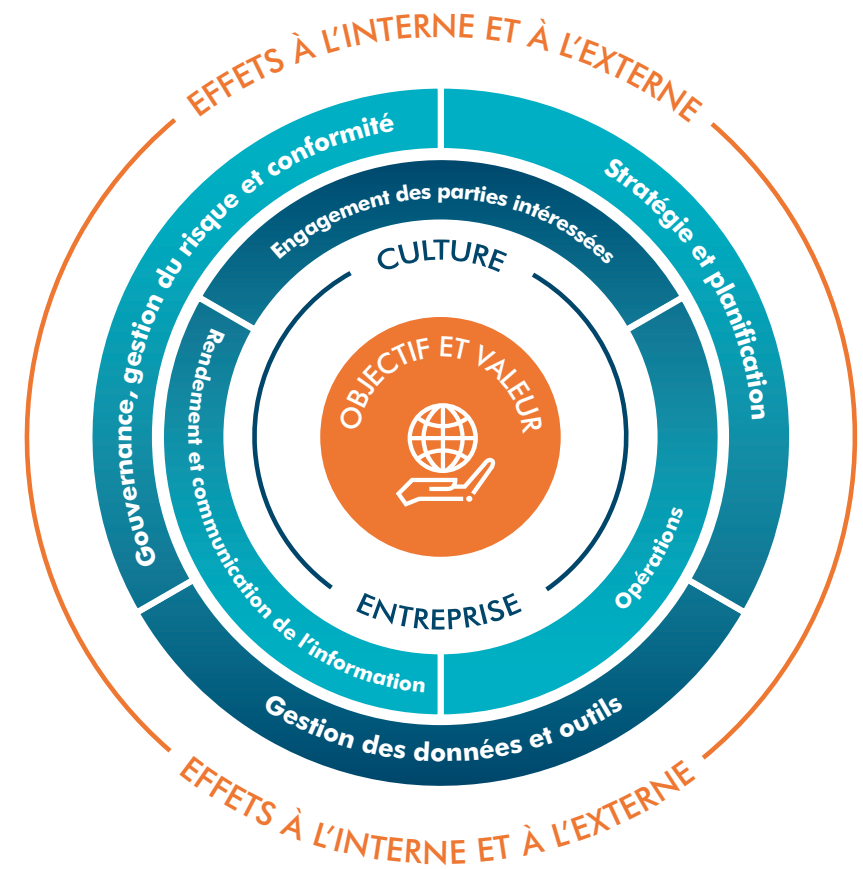 EFFETS À L'INTERNE ET À L'EXTERNE
Gouvernance, gestion du risque et conformité
Stratégie et planification
Engagement des parties intéressées
CULTURE
OBJECTIF ET VALEUR
Rendement et communication de l'information
Opérations
ENTREPRISE
Gestion des données et outils
EFFETS À L'INTERNE ET À L'EXTERNE